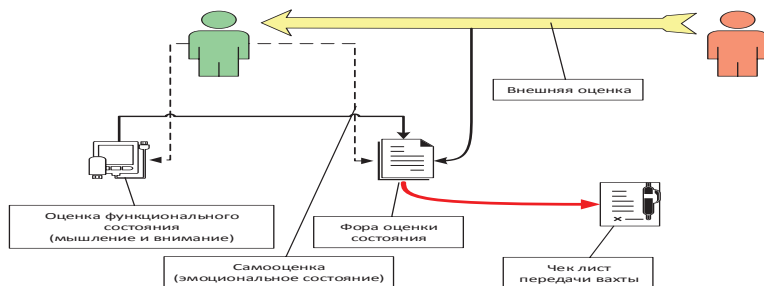 Внешняя оценка
Оценка функционального
состояния
(мышление и внимание)
Фора оценки
состояния
Самооценка
(эмоциональное состояние)
Чек лист
передачи вахты